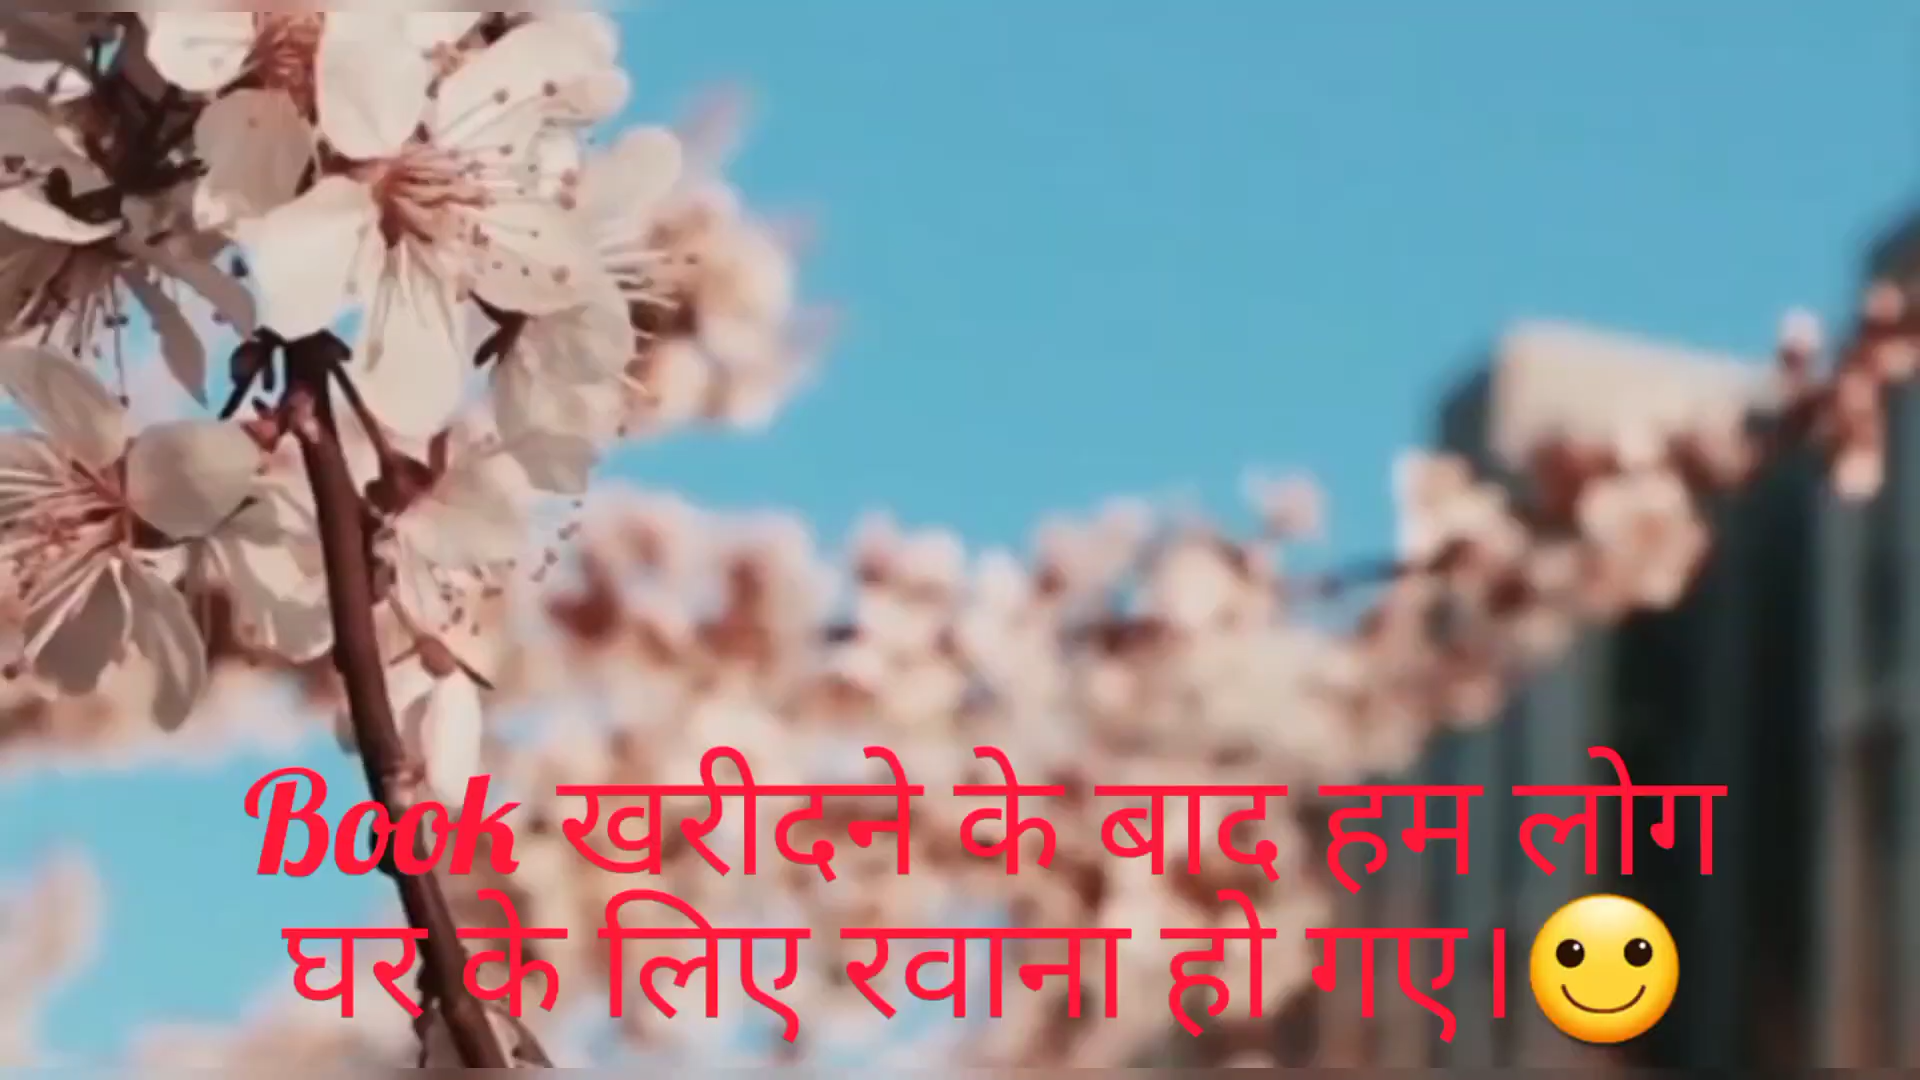 Book खरीदने के बाद हम लोग
घर के लिए रवाना हो गए।🙂